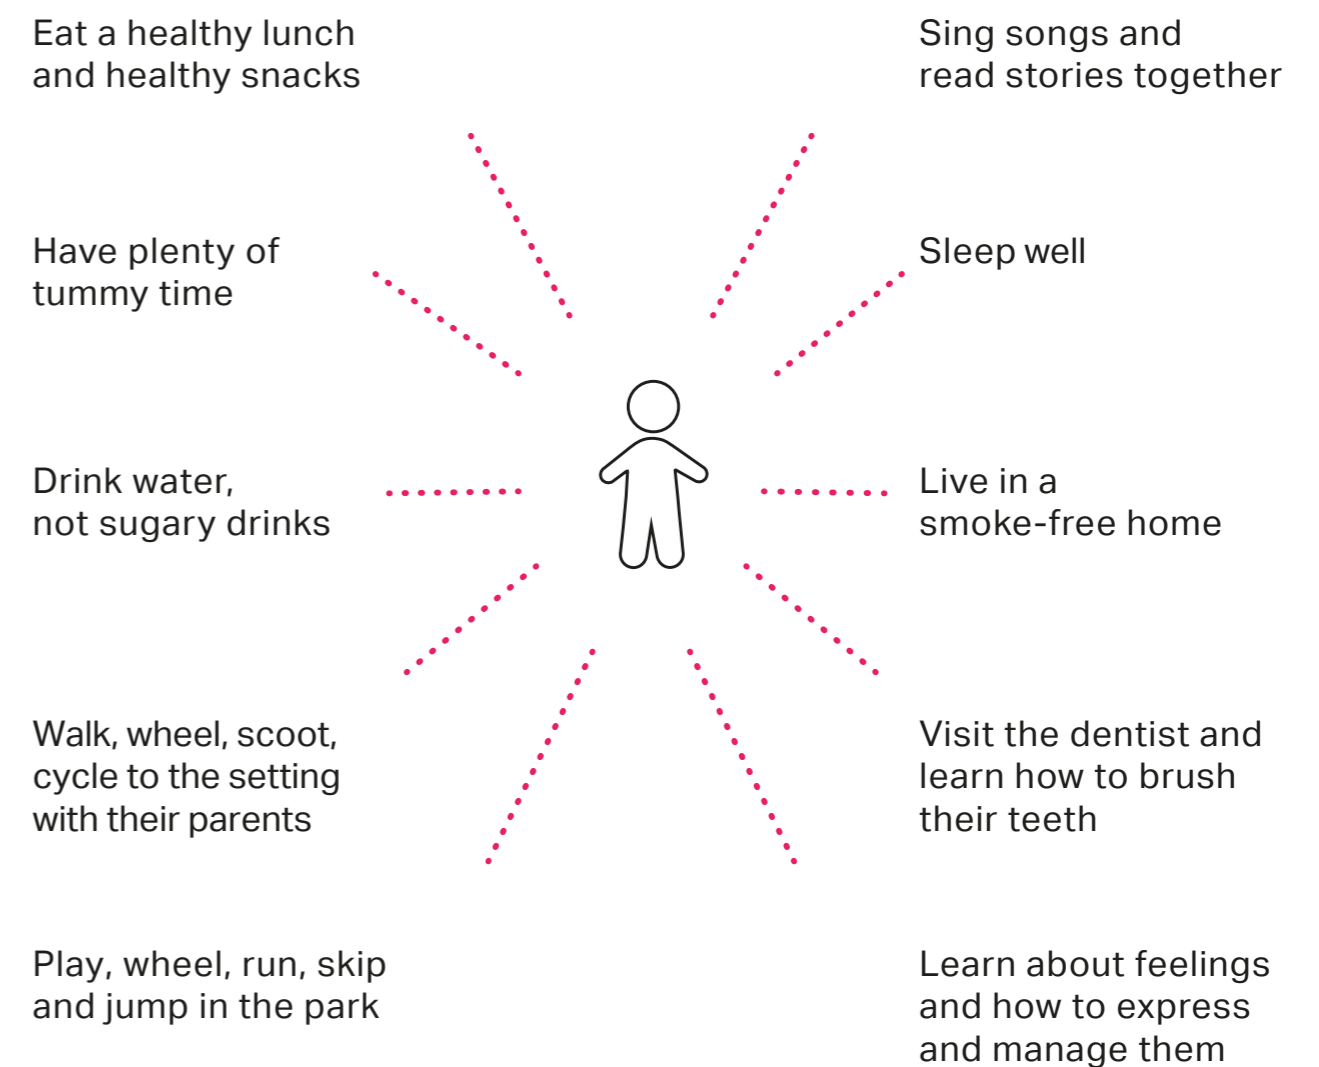 Eat a healthy lunch
and healthy snacks
Have plenty of
tummy time
Drink water,
not sugary drinks
Walk, wheel, scoot,
cycle to the setting
with their parents
Play, wheel, run, skip
and jump in the park
Sing songs and
read stories together
Sleep well
Live in a
smoke-free home
Visit the dentist and
learn how to brush
their teeth
Learn about feelings
and how to express
and manage them